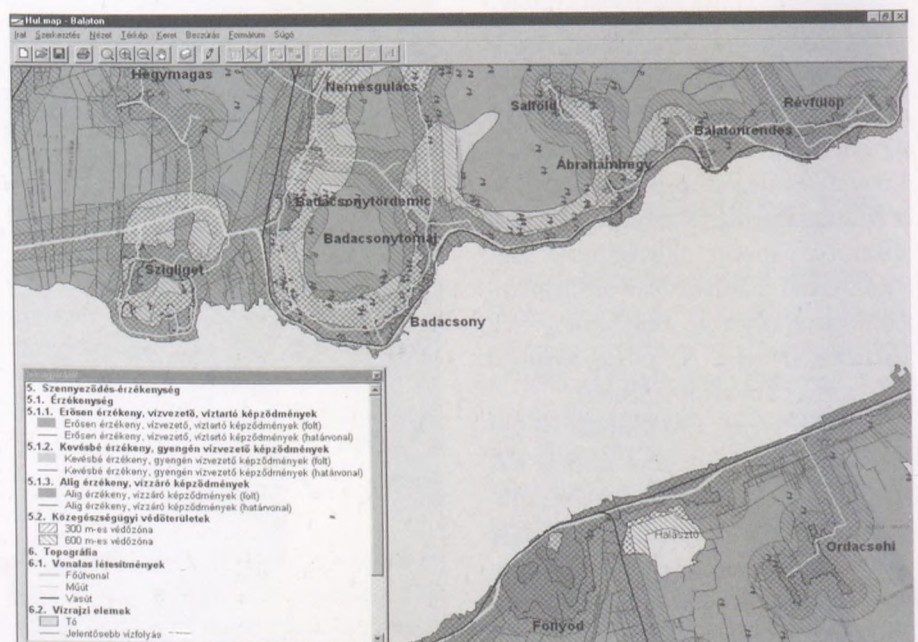 Hul.map - Balaton
Irat Szerkesztés Nézet Térkép Keret Beszúrás Formátum Súgó
Hegymagas
Nemesgulács
Salföld
Révfülöp
Balatonrendes
Ábrahámhegy
Badacsonytördemic
Badacsonytomaj
Szigliget
Badacsony
5. Szennyeződés-érzékenység
5.1. Érzékenység
5.1.1. Erősen érzékeny, vízvezető, víztartó képződmények
Erősen érzékeny, vízvezető, víztartó képződmények (folt)
Erősen érzékeny, vízvezető, víztartó képződmények (határvonal)
5.1.2. Kevésbé érzékeny, gyengén vízvezető képződmények
Kevésbé érzékeny, gyengén vízvezető képződmények (folt)
Kevésbé érzékeny, gyengén vízvezető képződmények (határvonal)
5.1.3. Alig érzékeny, vízzáró képződmények
Alig érzékeny, vízzáró képződmények (folt)
Alig érzékeny, vízzáró képződmények (határvonal)
5.2. Közegészségügyi védőterületek
300 m-es védőzóna
600 m-es védőzóna
6. Topográfia
6.1. Vonalas létesítmények
Főútvonal
Műút
Vasút
6.2. Vízrajzi elemek
Tó
Jelentősebb vízfolyás
Halastó
Ordacsehi
Fonyód